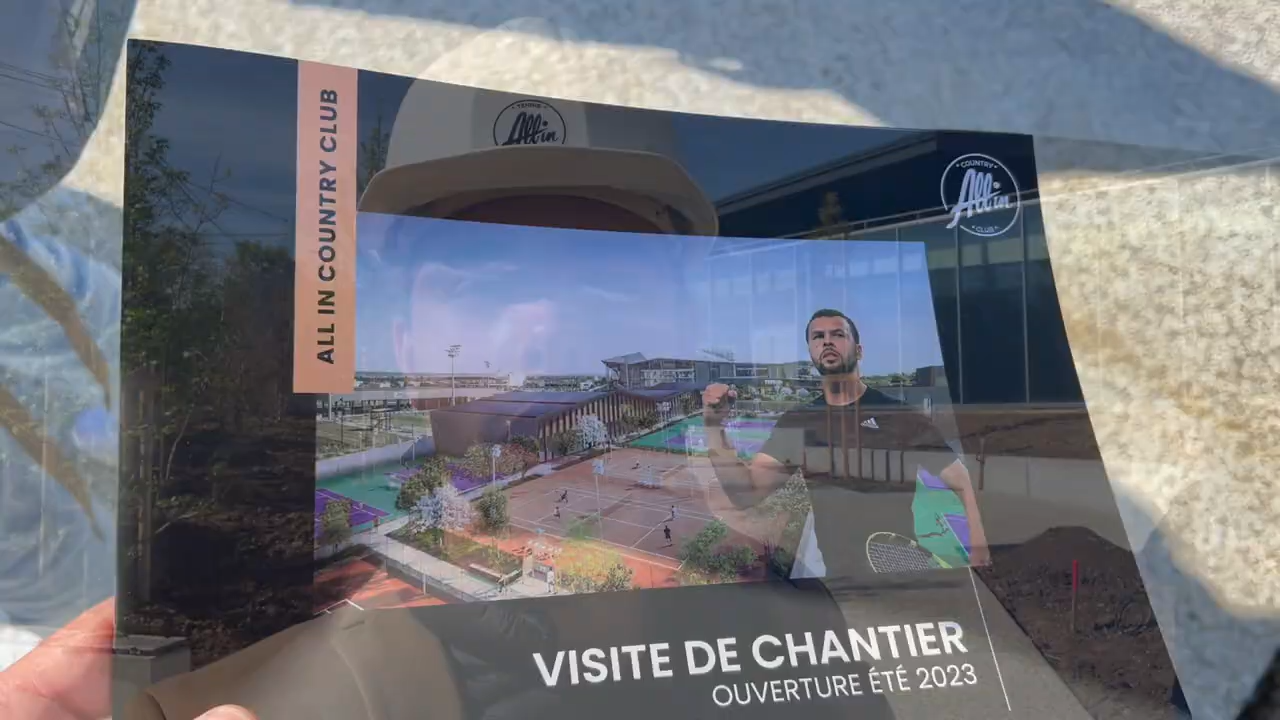 ALL IN COUNTRY CLUB
TENNIS
All in
COUNTRY
All in
CLUB
VISITE DE CHANTIER
OUVERTURE ÉTÉ 2023